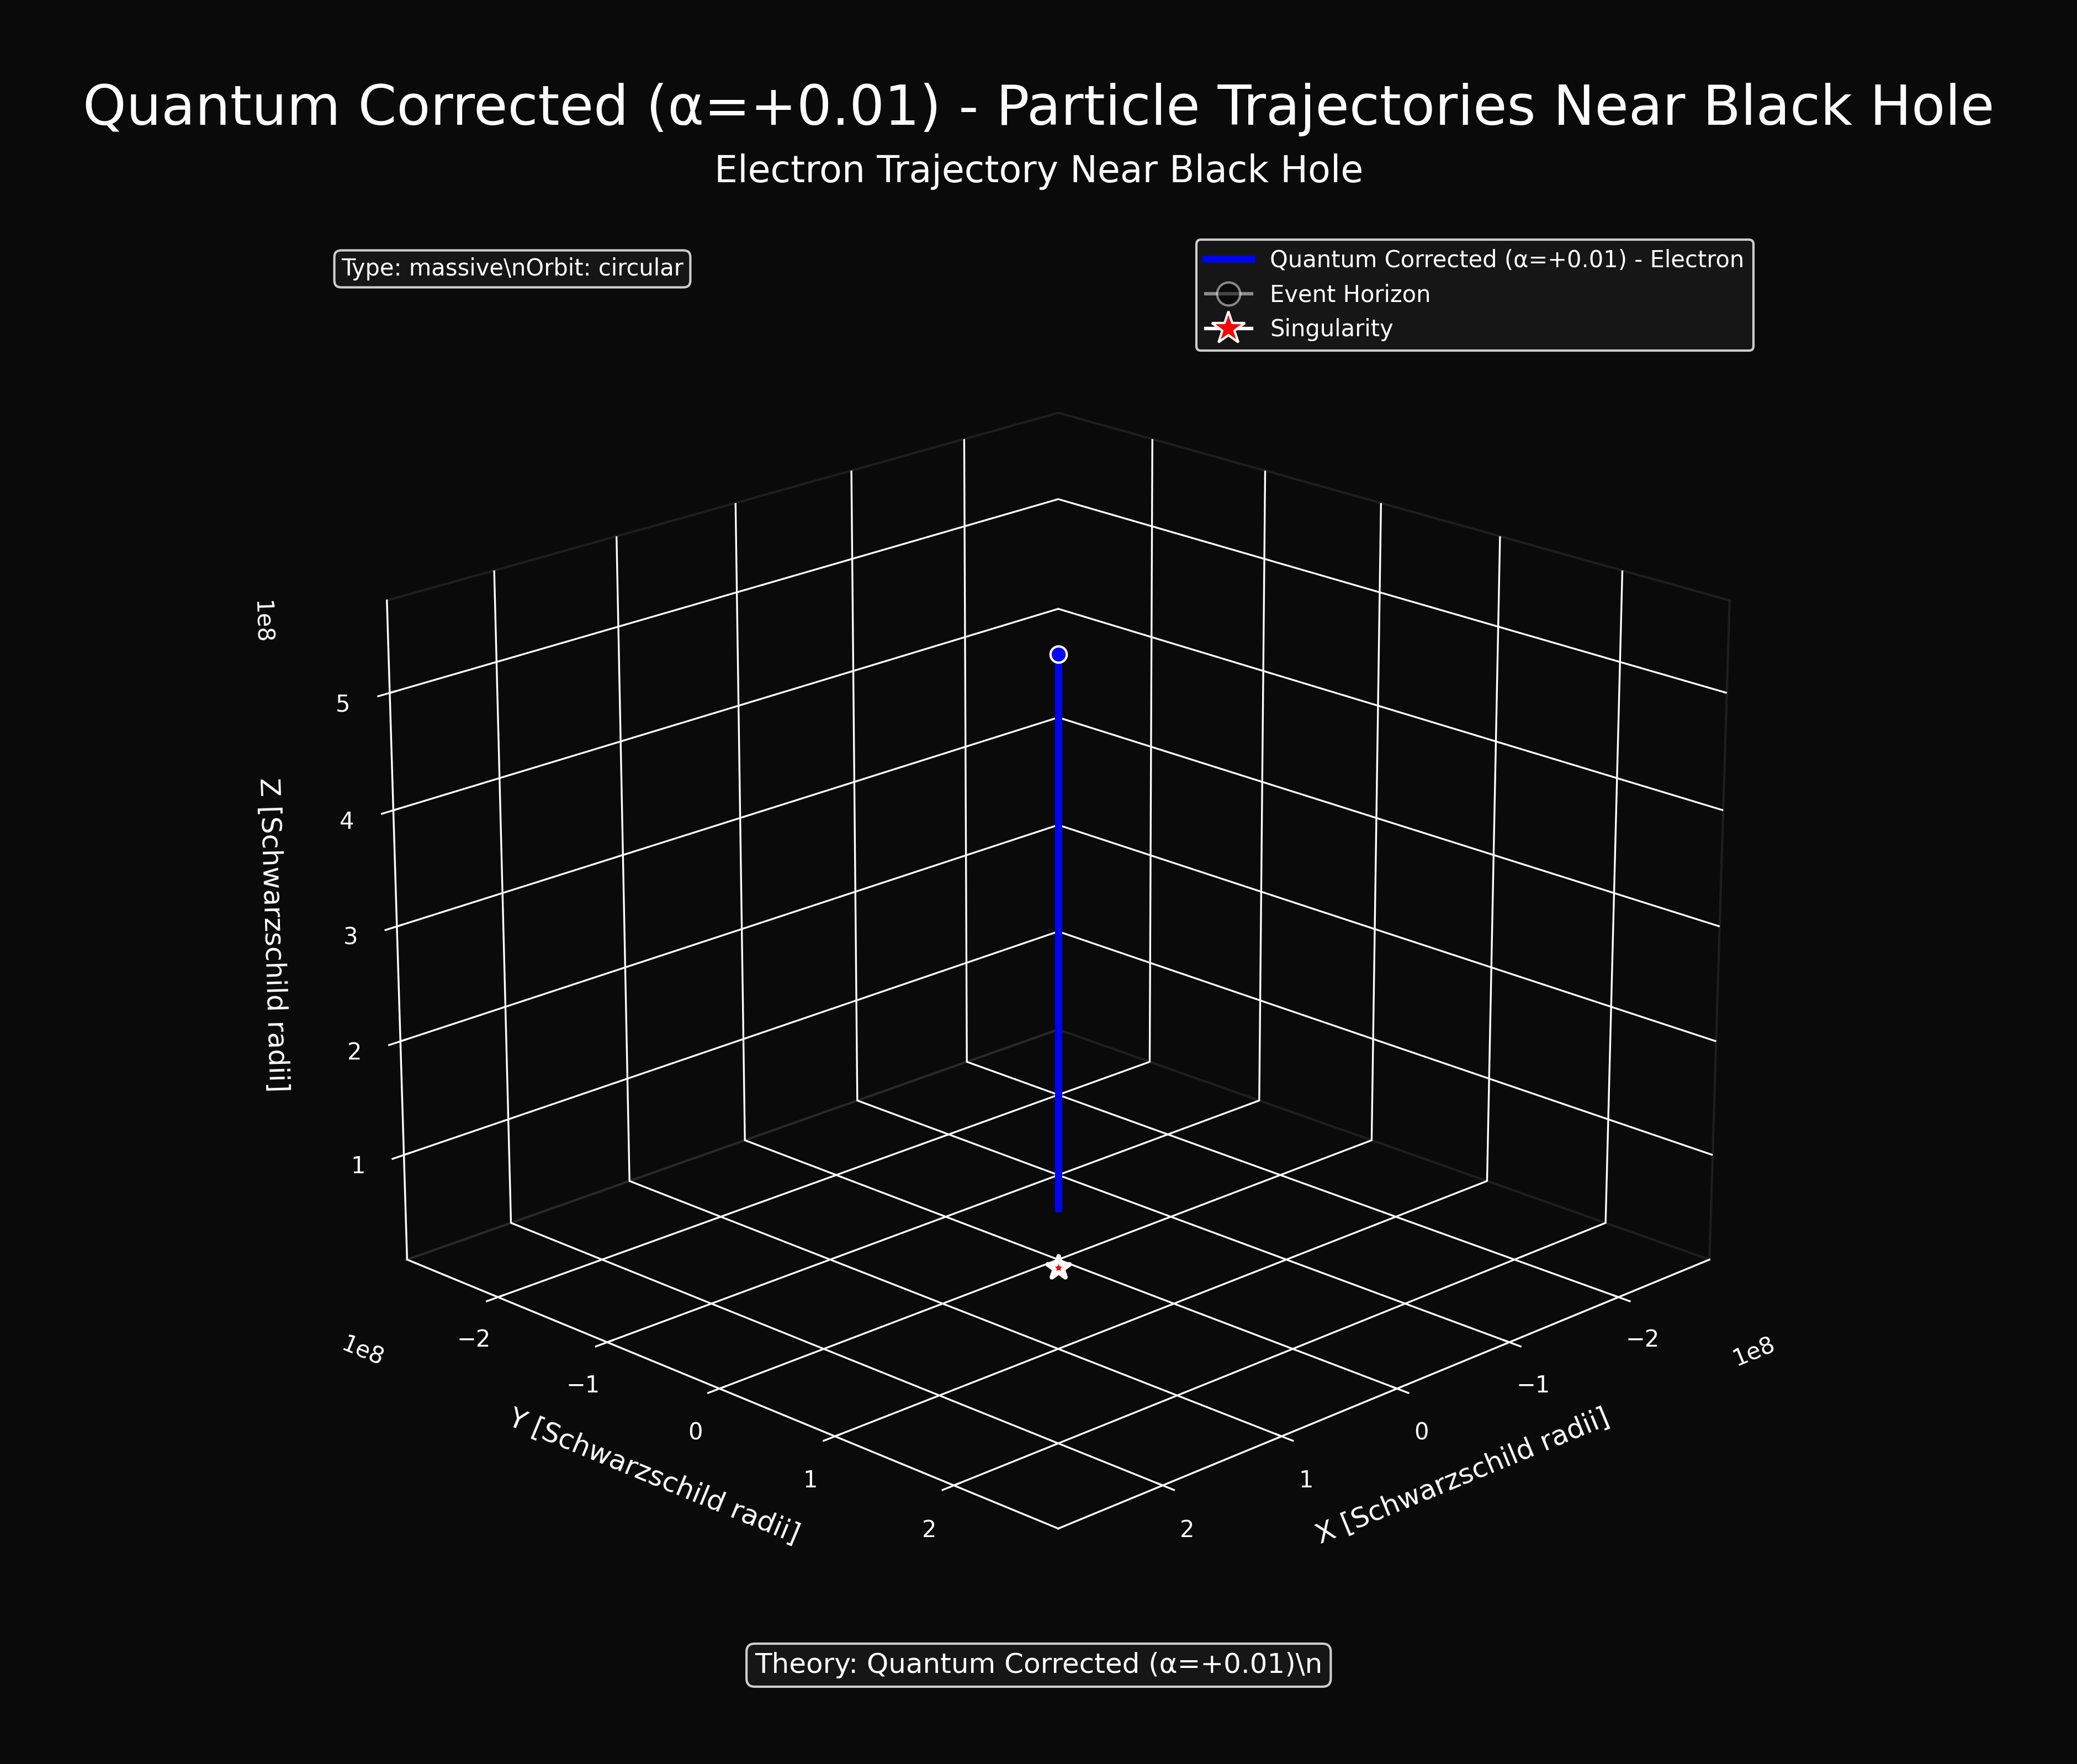 Quantum Corrected (α=+0.01) - Particle Trajectories Near Black Hole
Electron Trajectory Near Black Hole
Type: massive\nOrbit: circular
Quantum Corrected (α=+0.01) - Electron
Event Horizon
Singularity
1e8
5
4
3
2
1
Z [Schwarzschild radii]
1e8
−2
−1
0
1
2
Y [Schwarzschild radii]
1e8
−2
−1
0
1
2
X [Schwarzschild radii]
Theory: Quantum Corrected (α=+0.01)\n